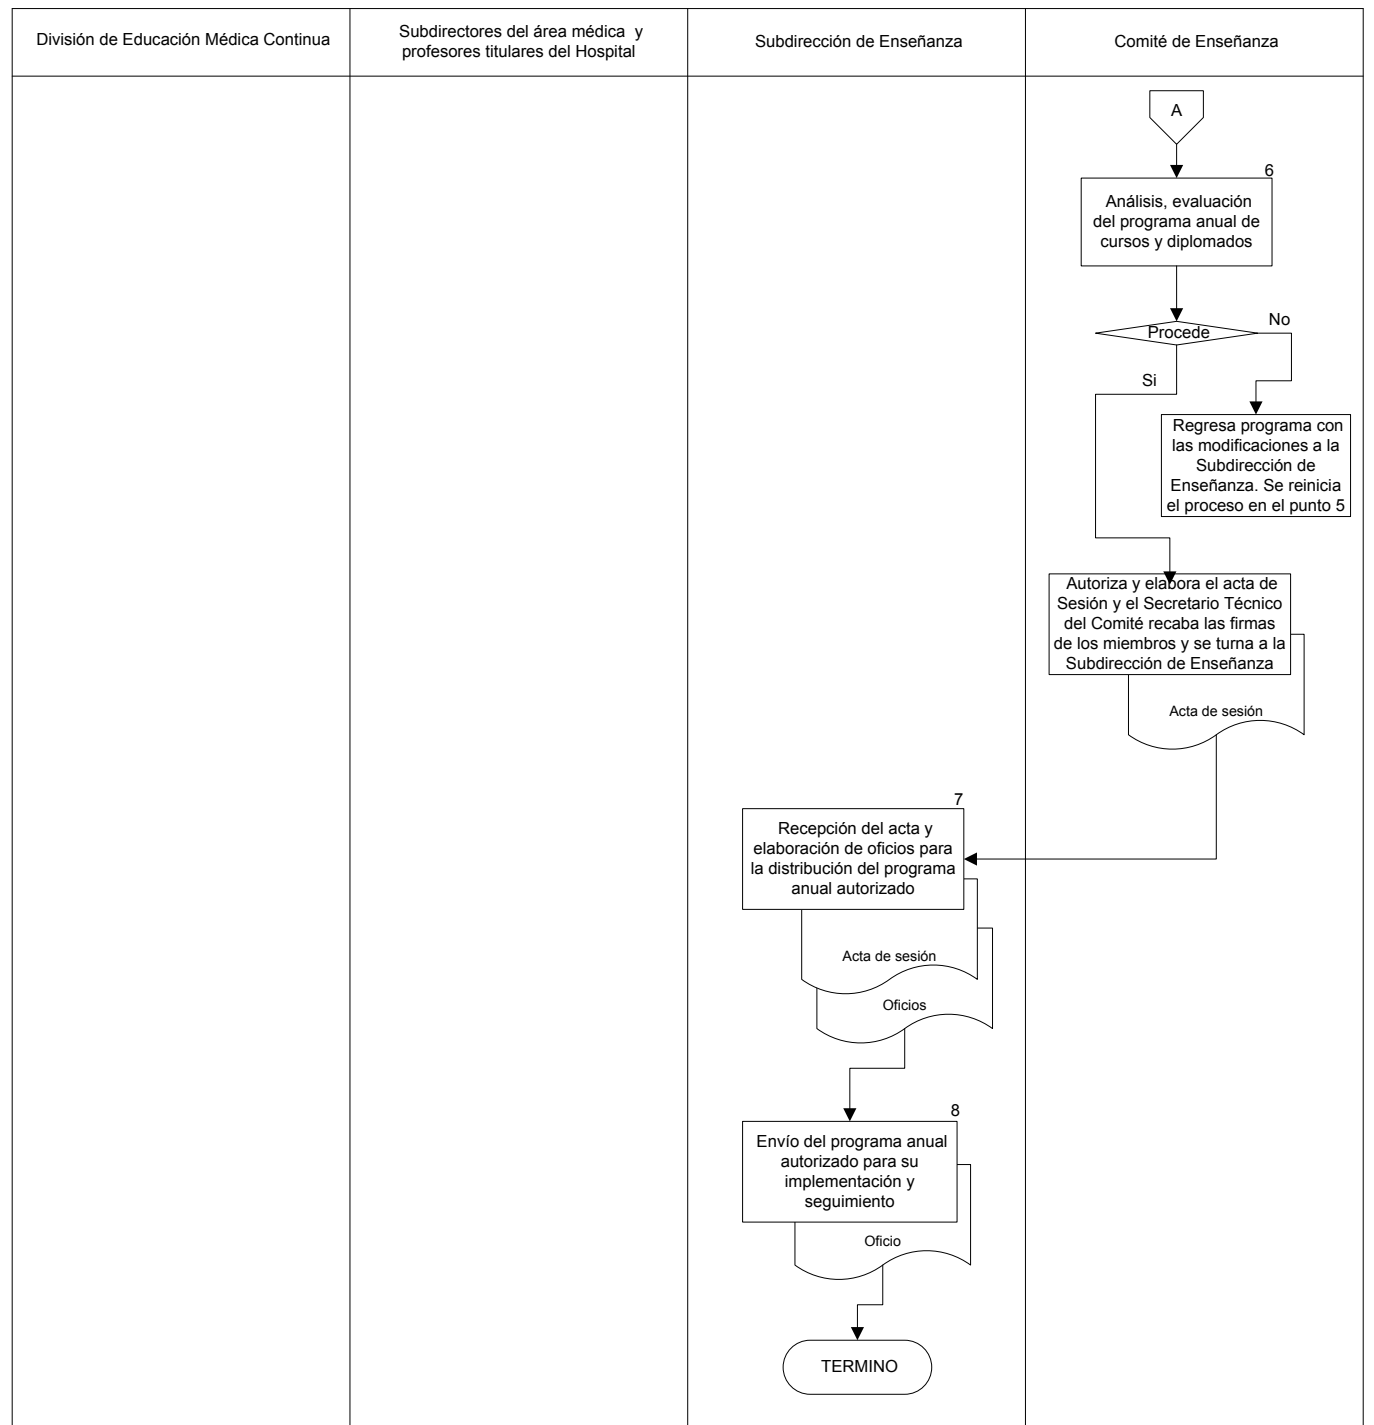 División de Educación Médica Continua
Subdirectores del área médica y
profesores titulares del Hospital
Subdirección de Enseñanza
Comité de Enseñanza
A
6
Análisis, evaluación
del programa anual de
cursos y diplomados
Procede
No
Si
Regresa programa con
las modificaciones a la
Subdirección de
Enseñanza. Se reinicia
el proceso en el punto 5
Autoriza y elabora el acta de
Sesión y el Secretario Técnico
del Comité recaba las firmas
de los miembros y se turna a la
Subdirección de Enseñanza
Acta de sesión
7
Recepción del acta y
elaboración de oficios para
la distribución del programa
anual autorizado
Acta de sesión
Oficios
8
Envío del programa anual
autorizado para su
implementación y
seguimiento
Oficio
TERMINO